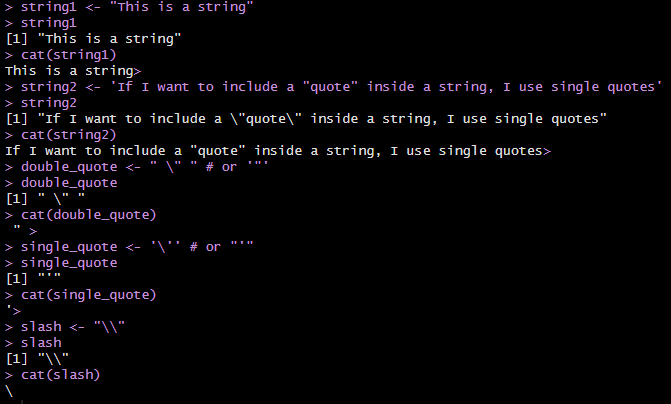 > string1 <- "This is a string"
> string1
[1] "This is a string"
> cat(string1)
This is a string>
> string2 <- 'If I want to include a "quote" inside a string, I use single quotes'
> string2
[1] "If I want to include a \"quote\" inside a string, I use single quotes"
> cat(string2)
If I want to include a "quote" inside a string, I use single quotes>
> double_quote <- " \" " # or '"'
> double_quote
[1] " \" "
> cat(double_quote)
 " >
> single_quote <- '\'' # or "'"
> single_quote
[1] "'"
> cat(single_quote)
'>
> slash <- "\\"
> slash
[1] "\\"
> cat(slash)
\